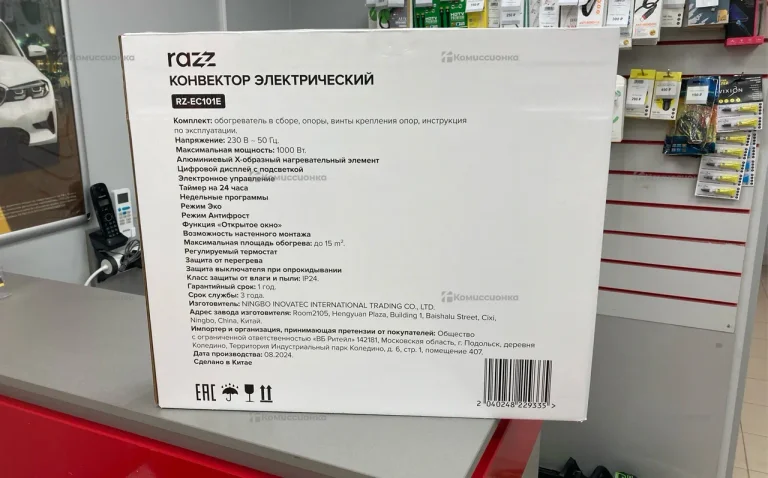 razz
КОНВЕКТОР ЭЛЕКТРИЧЕСКИЙ
RZ-EC101E
Комплект: обогреватель в сборе, опоры, винты крепления опор, инструкция
по эксплуатации.
Напряжение: 230 В – 50 Гц.
Максимальная мощность: 1000 Вт.
Алюминиевый X-образный нагревательный элемент
Цифровой дисплей с подсветкой
Электронное управление
Таймер на 24 часа
Недельные программы
Режим Эко
Режим Антифрост
Функция «Открытое окно»
Возможность настенного монтажа
Максимальная площадь обогрева: до 15 m².
Регулируемый термостат
Защита от перегрева
Защита выключателя при опрокидывании
Класс защиты от влаги и пыли: IP24.
Гарантийный срок: 1 год.
Срок службы: 3 года.
Изготовитель: NINGBO INOVATEC INTERNATIONAL TRADING CO., LTD.
Адрес завода изготовителя: Room2105, Hengyuan Plaza, Building 1, Baishalu Street, Cixi,
Ningbo, China, Китай.
Импортер и организация, принимающая претензии от покупателей: Общество
с ограниченной ответственностью «ВБ Ритейл» 142181, Московская область, г. Подольск, деревня
Коледино, Территория Индустриальный парк Коледино, д. 6, стр. 1, помещение 407.
Дата производства: 08.2024.
Сделано в Китае
EAC
2 040248 229335 >
Комиссионка
Комиссионка
Комиссионка
Комиссионка
Комиссионка
VIXION